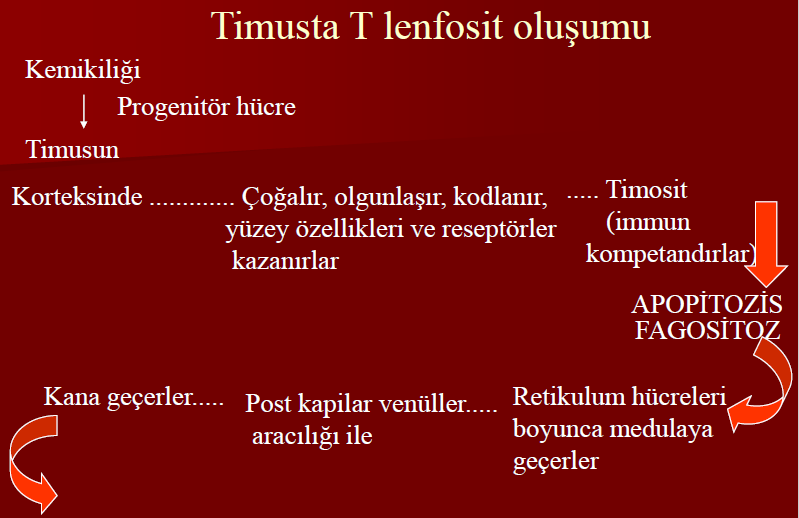 Timusta T lenfosit oluşumu
Kemikiliği
Progenitör hücre
Timusun
Korteksinde ............. Çoğalır, olgunlaşır, kodlanır,
yüzey özellikleri ve reseptörler
kazanırlar
..... Timosit
(immun
kompetandırlar)
APOPİTOZİS
FAGOSİTOZ
Retikulum hücreleri
boyunca medulaya
geçerler
Post kapilar venüller.....
aracılığı ile
Kana geçerler.....